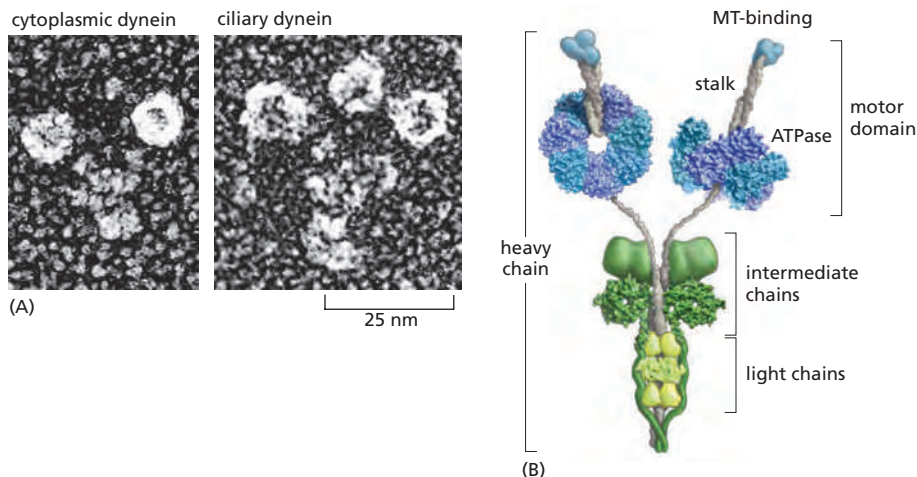 cytoplasmic dynein
ciliary dynein
(A)
25 nm
MT-binding
stalk
ATPase
motor
domain
heavy
chain
intermediate
chains
light chains
(B)